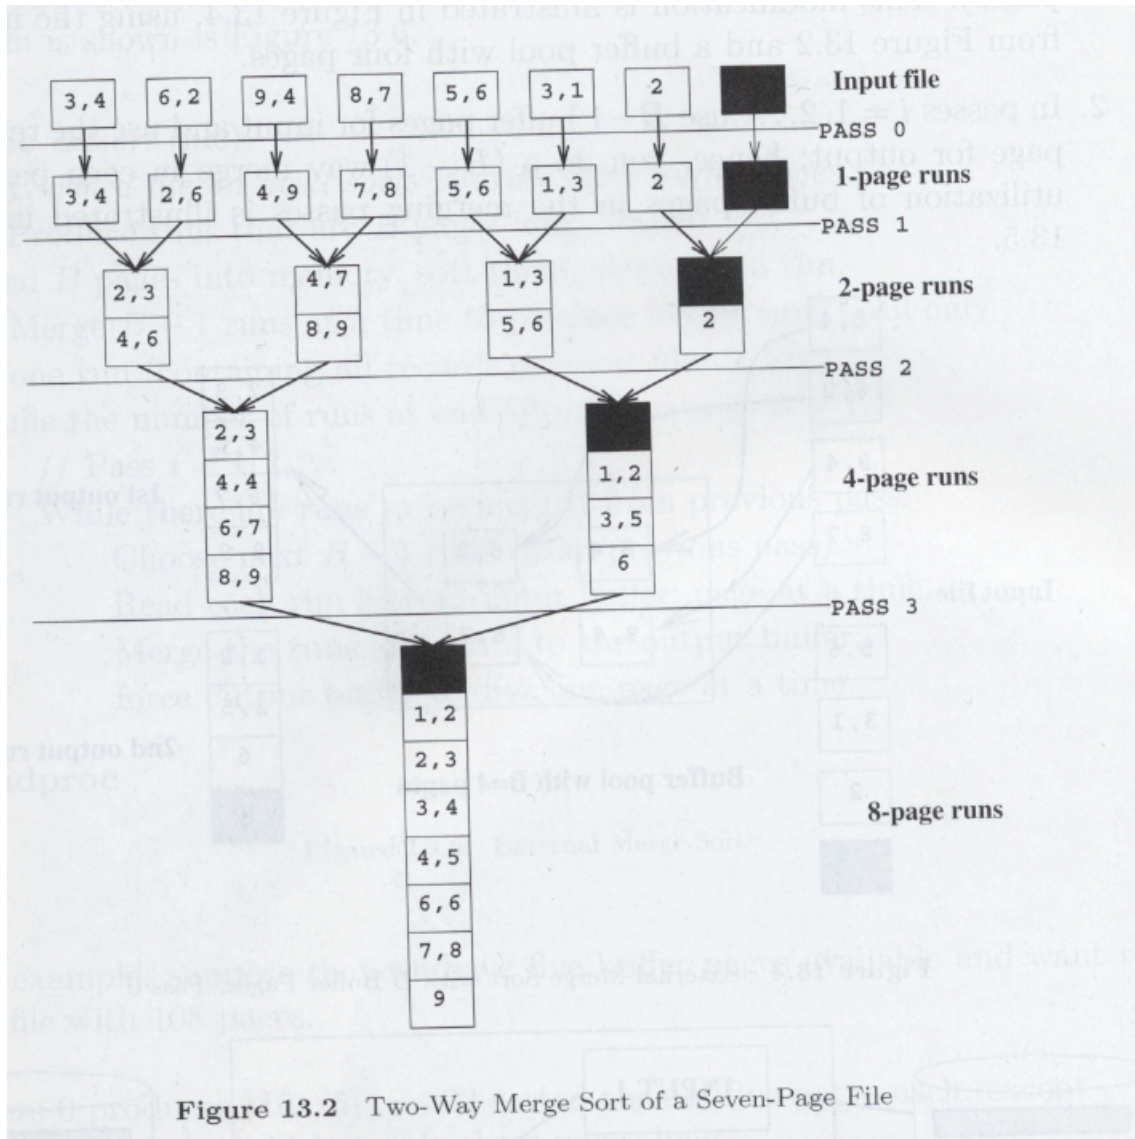 3,4 6,2 9,4 8,7 5,6 3,1 2 Input file
PASS 0
3,4 2,6 4,9 7,8 5,6 1,3 2 1-page runs
PASS 1
2,3 4,7 1,3 2-page runs
4,6 8,9 5,6 2
PASS 2
2,3
4,4 1,2 4-page runs
6,7 3,5
8,9 6
PASS 3
1,2
2,3
3,4
4,5
6,6
7,8
9
8-page runs
Figure 13.2 Two-Way Merge Sort of a Seven-Page File